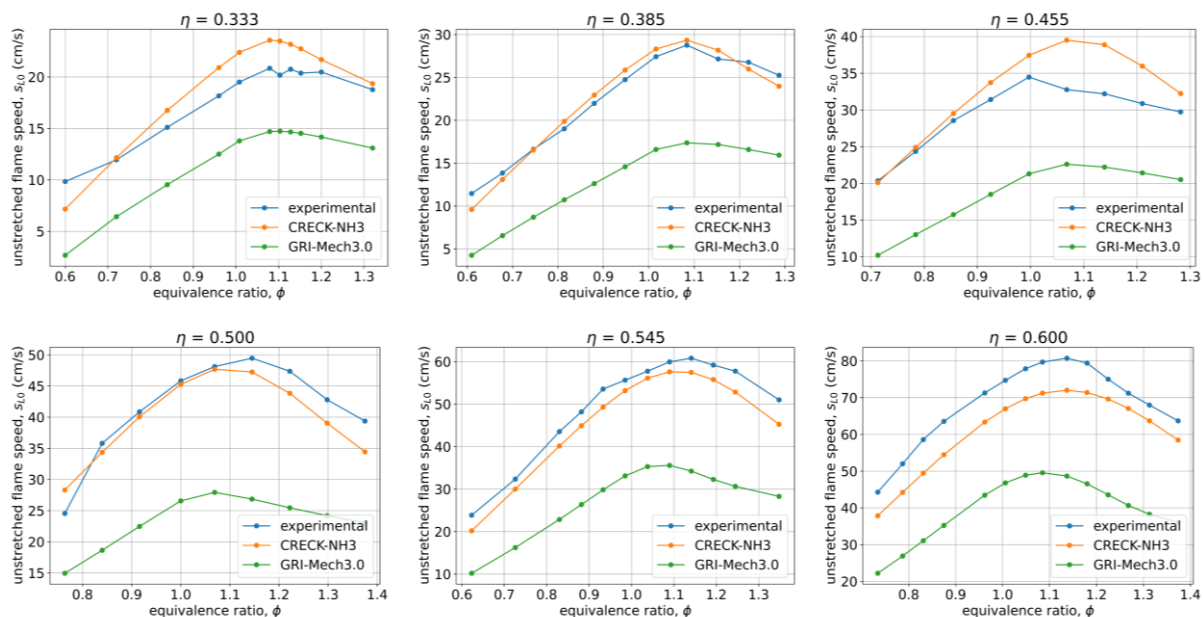 η = 0.333
unstretched flame speed, sL0 (cm/s)
20
15
10
5
0.6 0.7 0.8 0.9 1.0 1.1 1.2 1.3
equivalence ratio, ϕ
experimental
CRECK-NH3
GRI-Mech3.0
η = 0.385
unstretched flame speed, sL0 (cm/s)
30
25
20
15
10
5
0.6 0.7 0.8 0.9 1.0 1.1 1.2 1.3
equivalence ratio, ϕ
experimental
CRECK-NH3
GRI-Mech3.0
η = 0.455
unstretched flame speed, sL0 (cm/s)
40
35
30
25
20
15
10
0.7 0.8 0.9 1.0 1.1 1.2 1.3
equivalence ratio, ϕ
experimental
CRECK-NH3
GRI-Mech3.0
η = 0.500
unstretched flame speed, sL0 (cm/s)
50
45
40
35
30
25
20
15
0.8 0.9 1.0 1.1 1.2 1.3 1.4
equivalence ratio, ϕ
experimental
CRECK-NH3
GRI-Mech3.0
η = 0.545
unstretched flame speed, sL0 (cm/s)
60
50
40
30
20
10
0.6 0.7 0.8 0.9 1.0 1.1 1.2 1.3 1.4
equivalence ratio, ϕ
experimental
CRECK-NH3
GRI-Mech3.0
η = 0.600
unstretched flame speed, sL0 (cm/s)
80
70
60
50
40
30
20
0.8 0.9 1.0 1.1 1.2 1.3 1.4
equivalence ratio, ϕ
experimental
CRECK-NH3
GRI-Mech3.0